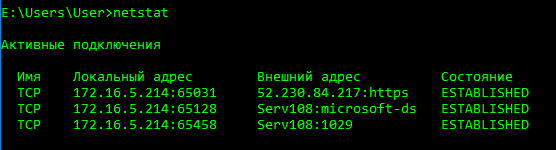 E:\Users\User>netstat
Активные подключения
Имя Локальный адрес Внешний адрес Состояние
TCP 172.16.5.214:65031 52.230.84.217:https ESTABLISHED
TCP 172.16.5.214:65128 Serv108:microsoft-ds ESTABLISHED
TCP 172.16.5.214:65458 Serv108:1029 ESTABLISHED